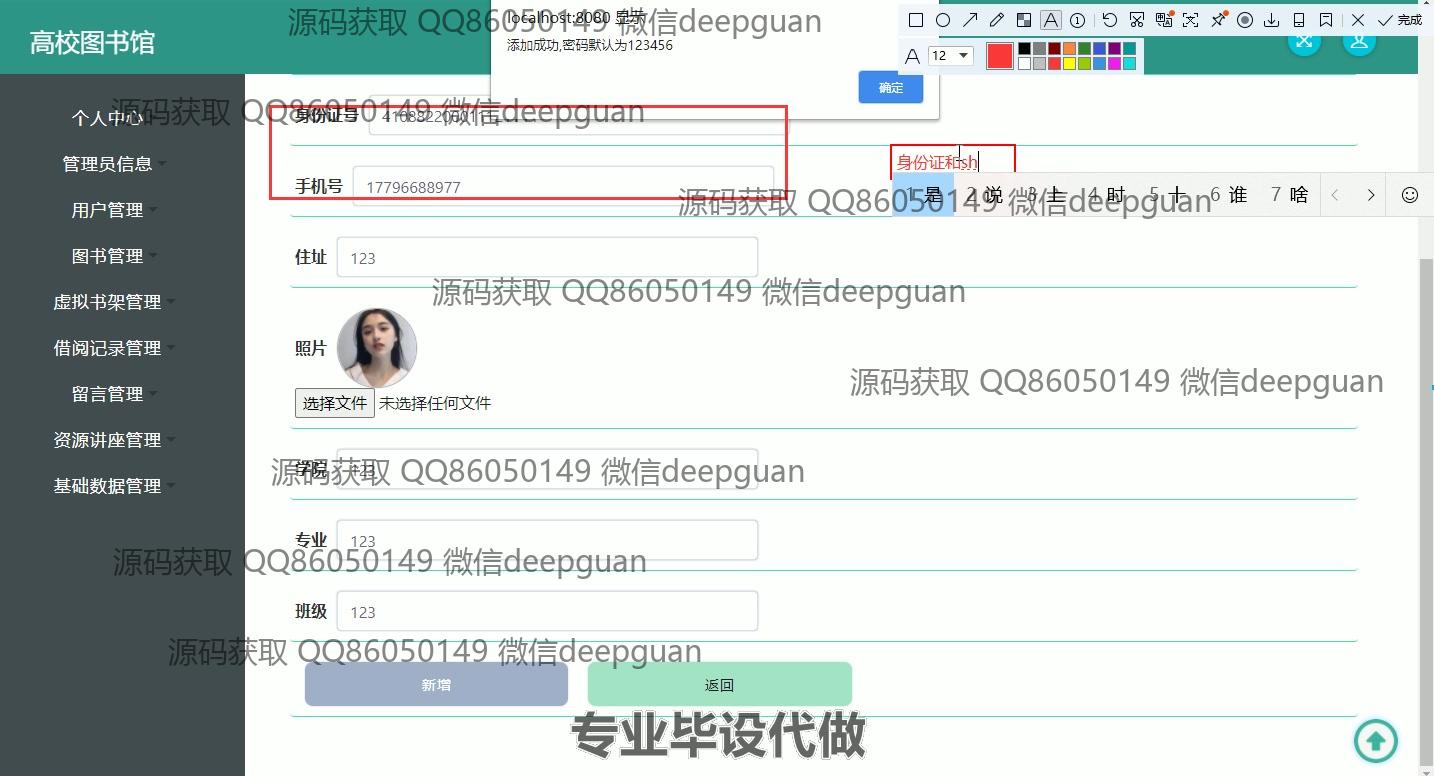 高校图书馆
源码获取 QQ86050149 微信deepguan
localhost:8080 显示
添加成功,密码默认为123456
确定
A 12
完成
源码获取 QQ86050149 微信deepguan
个人中心
身份证号
管理员信息
身份证和sh
手机号 17796688977
1 是 2 说 3 上 4 时 5 十 6 谁 7 啥
源码获取 QQ86050149 微信deepguan
用户管理
图书管理
住址 123
源码获取 QQ86050149 微信deepguan
虚拟书架管理
借阅记录管理
照片
源码获取 QQ86050149 微信deepguan
留言管理
选择文件 未选择任何文件
资源讲座管理
学院 123
源码获取 QQ86050149 微信deepguan
基础数据管理
专业 123
源码获取 QQ86050149 微信deepguan
班级 123
源码获取 QQ86050149 微信deepguan
新增 返回
专业毕设代做